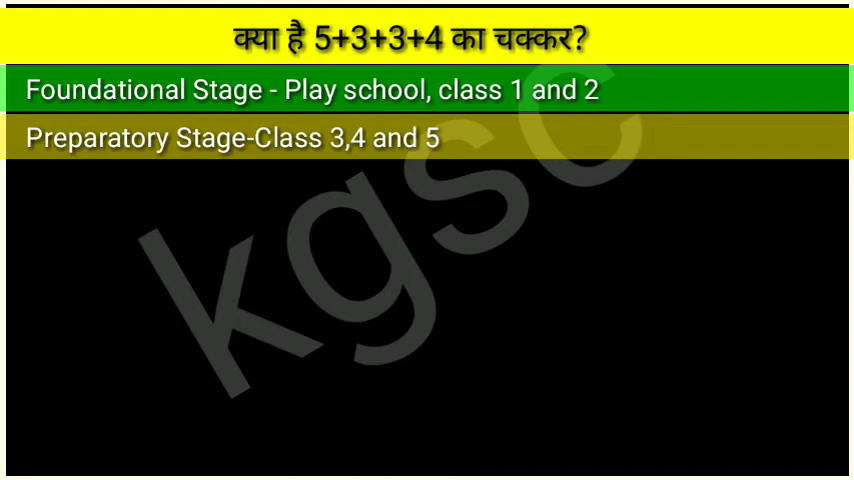 क्या है 5+3+3+4 का चक्कर?
Foundational Stage - Play school, class 1 and 2
Preparatory Stage-Class 3,4 and 5
kgsc